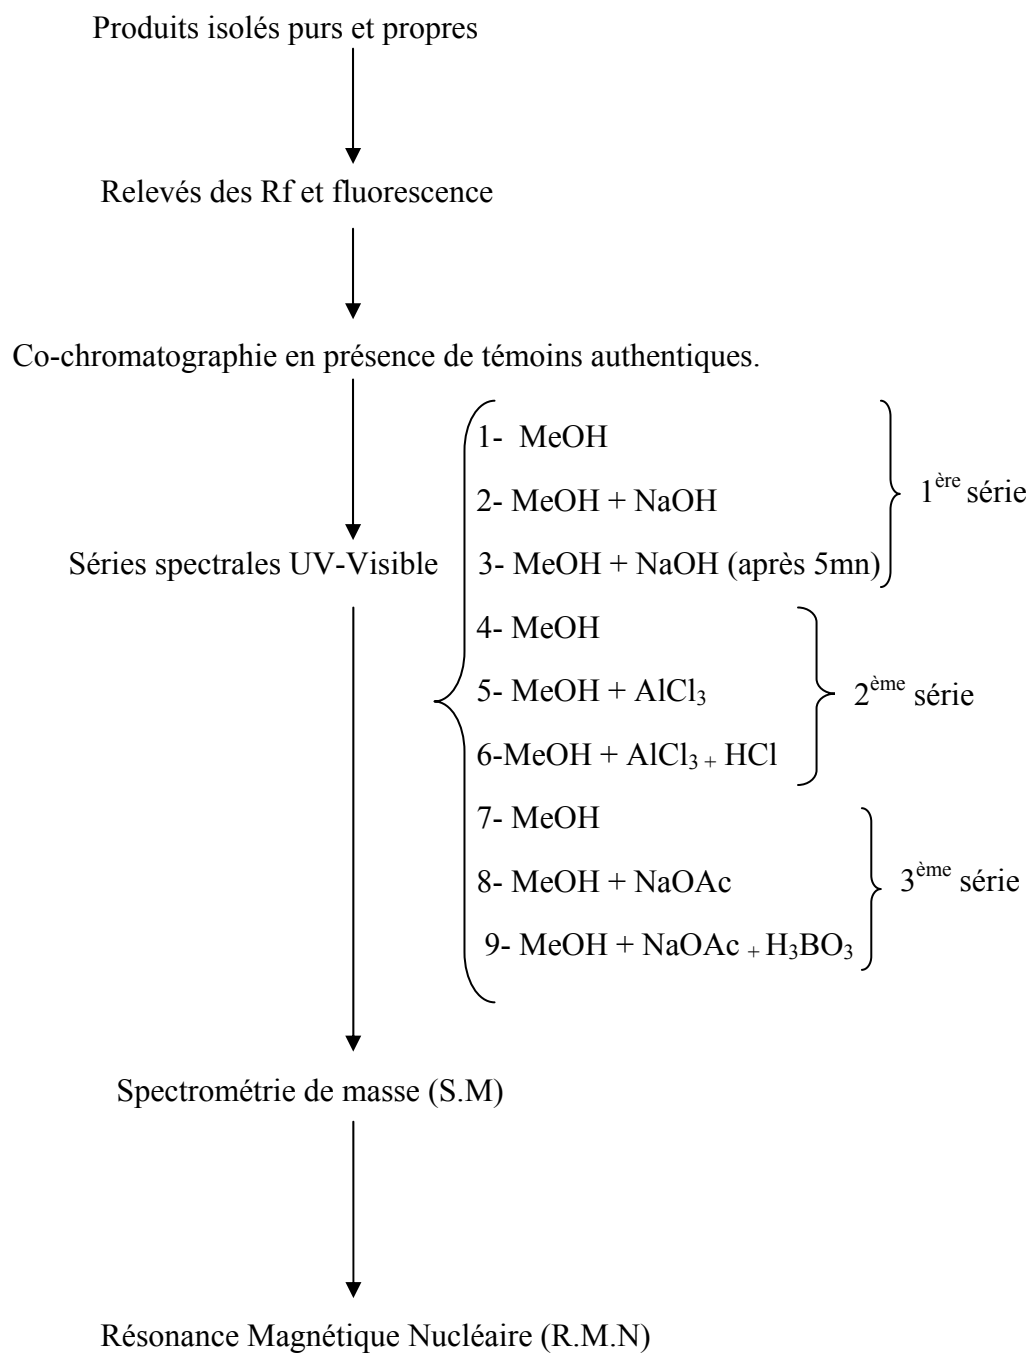 Produits isolés purs et propres
Relevés des Rf et fluorescence
Co-chromatographie en présence de témoins authentiques.
1- MeOH
2- MeOH + NaOH
1ère série
Séries spectrales UV-Visible
3- MeOH + NaOH (après 5mn)
4- MeOH
5- MeOH + AlCl3
2ème série
6-MeOH + AlCl3 + HCl
7- MeOH
8- MeOH + NaOAc
3ème série
9- MeOH + NaOAc + H3BO3
Spectrométrie de masse (S.M)
Résonance Magnétique Nucléaire (R.M.N)